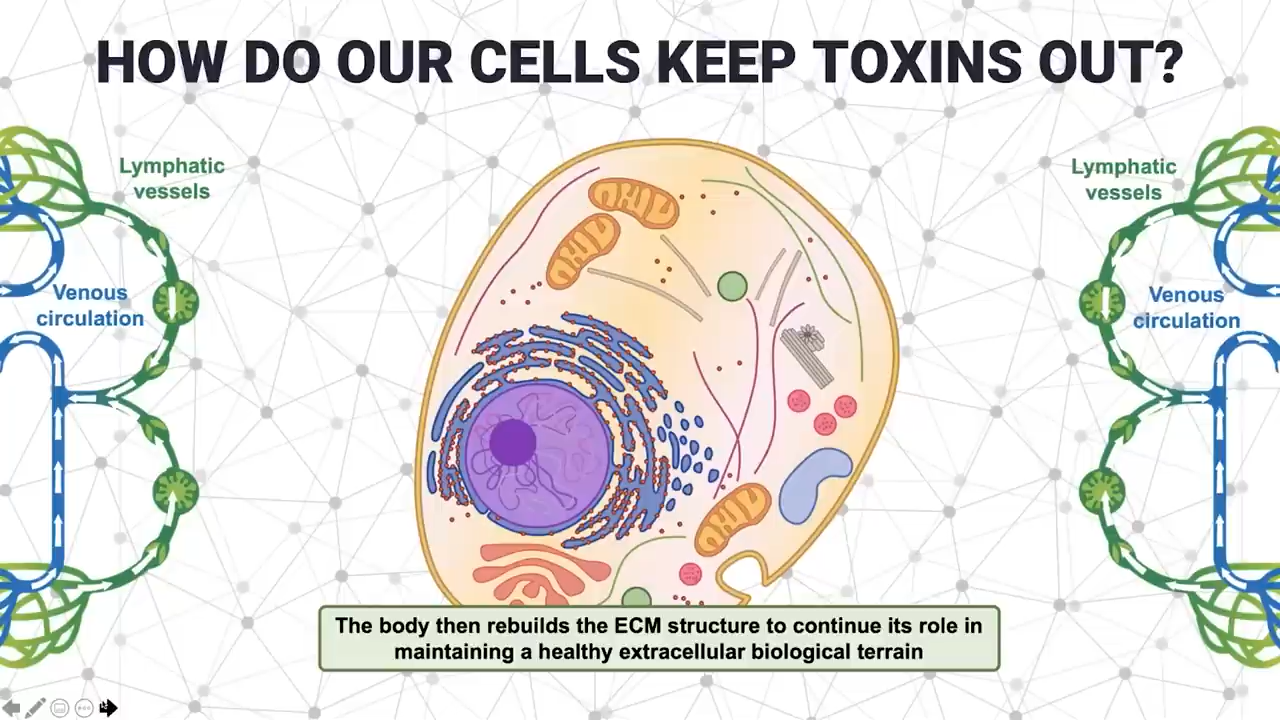 HOW DO OUR CELLS KEEP TOXINS OUT?
Lymphatic
vessels
Venous
circulation
Lymphatic
vessels
Venous
circulation
The body then rebuilds the ECM structure to continue its role in
maintaining a healthy extracellular biological terrain